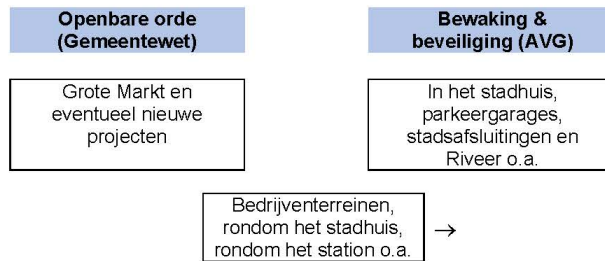 Openbare orde
(Gemeentewet)
Bewaking &
beveiliging (AVG)
Grote Markt en
eventueel nieuwe
projecten
In het stadhuis,
parkeergarages,
stadsafsluitingen en
Riveer o.a.
Bedrijventerreinen,
rondom het stadhuis,
rondom het station o.a.
→